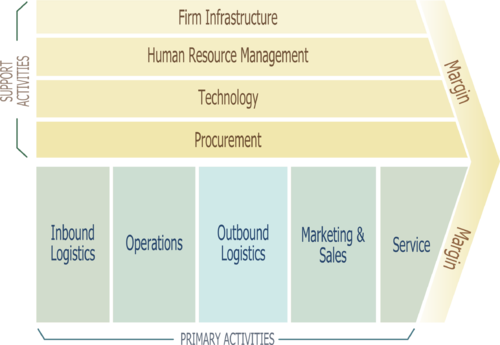 Firm Infrastructure
Human Resource Management
Technology
Procurement
SUPPORT
ACTIVITIES
Margin
Inbound
Logistics
Operations
Outbound
Logistics
Marketing &
Sales
Service
Margin
PRIMARY ACTIVITIES